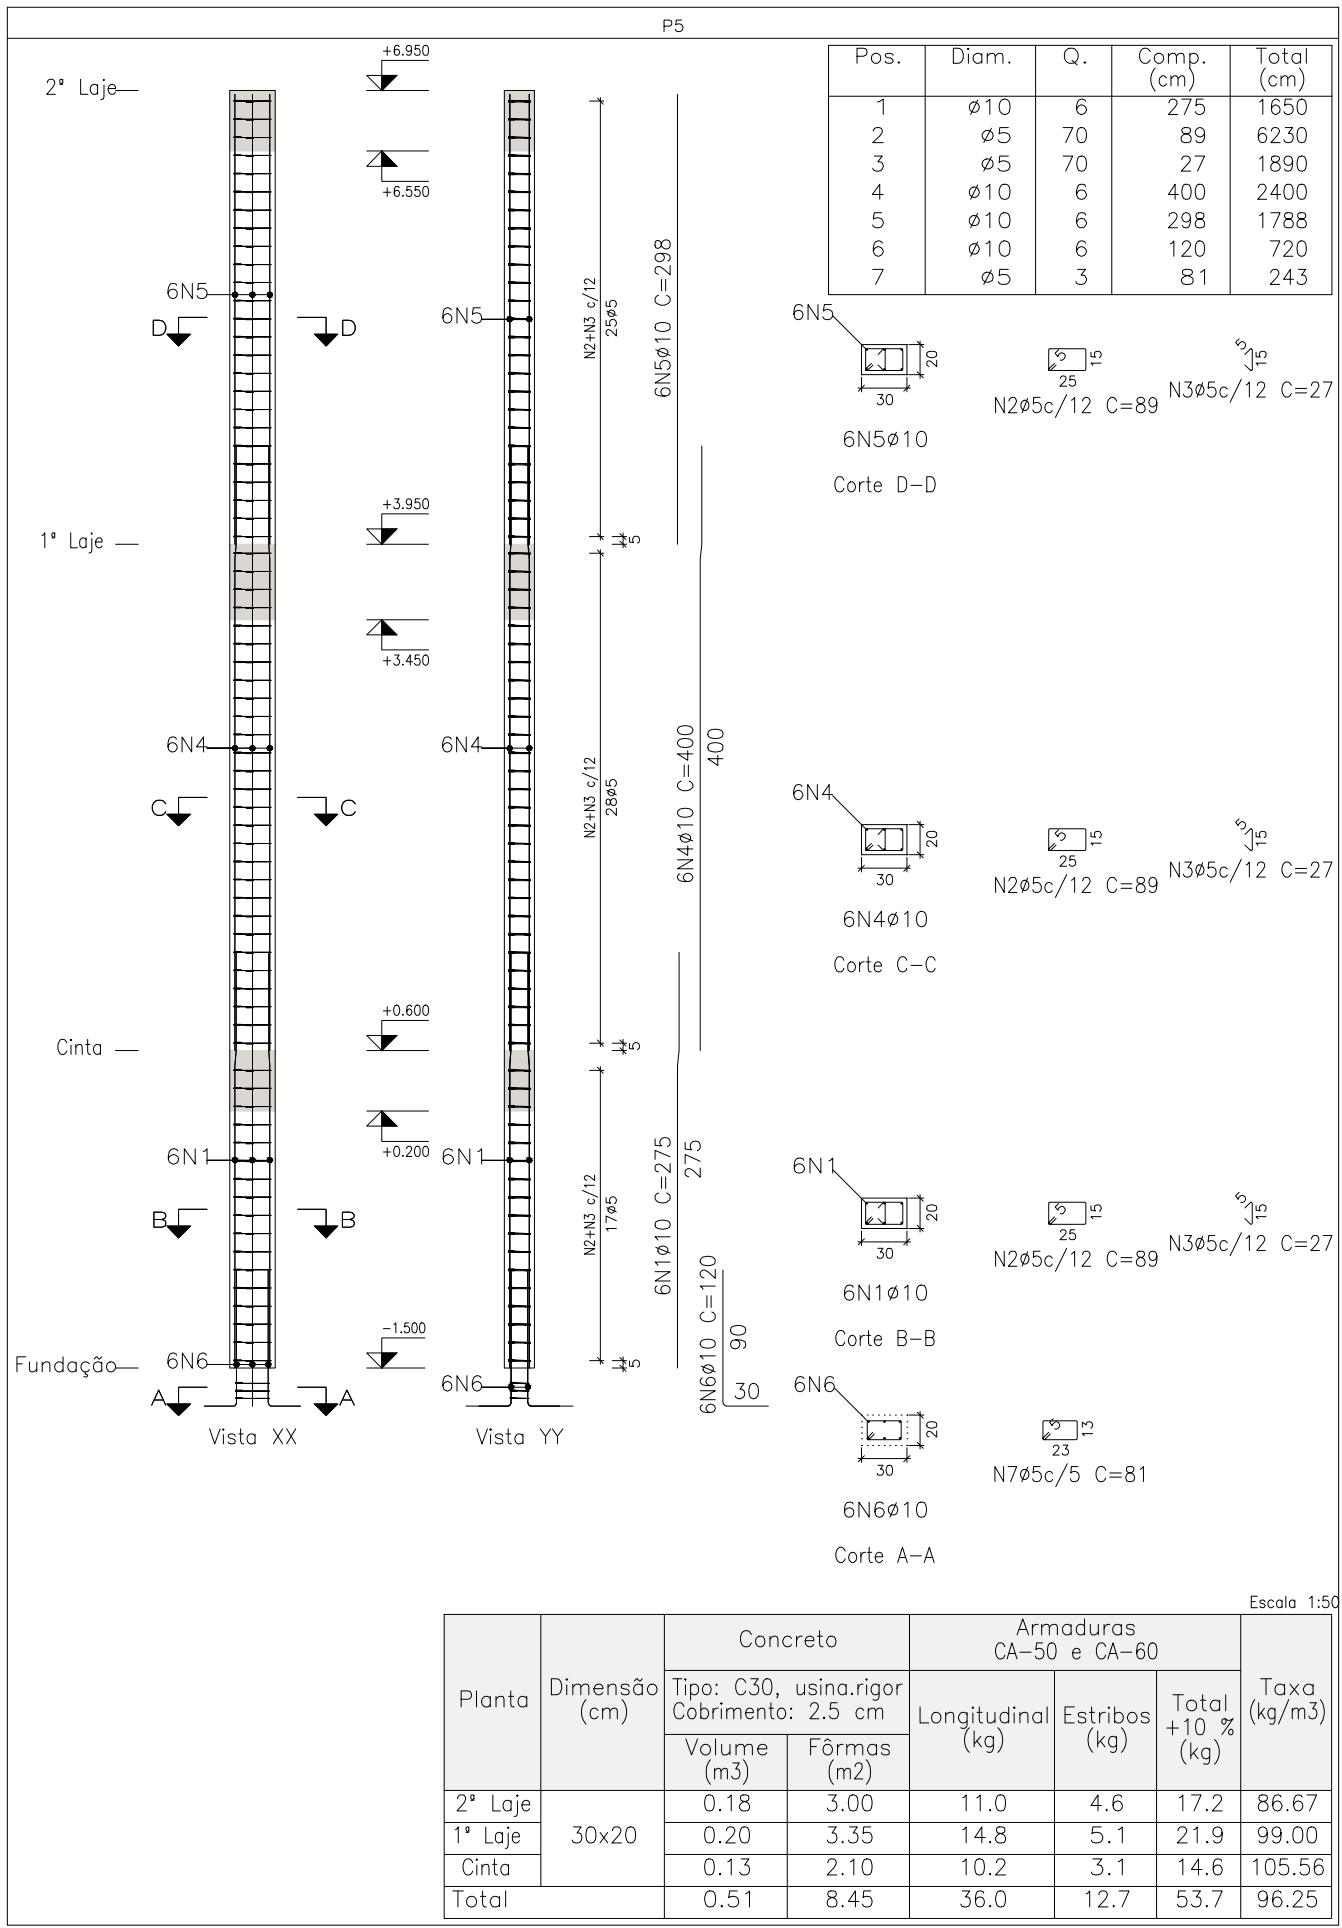 P5
2ª Laje
+6.950
+6.550
6N5
6N5
D
D
N2+N3 c/12
25ø5
6N5ø10 C=298
1ª Laje
+3.950
5
+3.450
6N4
6N4
C
C
N2+N3 c/12
28ø5
6N4ø10 C=400
400
Cinta
+0.600
5
+0.200
6N1
6N1
B
B
N2+N3 c/12
17ø5
6N1ø10 C=275
275
Fundação
-1.500
5
6N6
6N6
6N6ø10 C=120
90
30
A
A
Vista XX
Vista YY
Pos. Diam. Q. Comp. (cm) Total (cm)
1 ø10 6 275 1650
2 ø5 70 89 6230
3 ø5 70 27 1890
4 ø10 6 400 2400
5 ø10 6 298 1788
6 ø10 6 120 720
7 ø5 3 81 243
6N5
20
30
5
15
25
5
15
N2ø5c/12 C=89
N3ø5c/12 C=27
6N5ø10
Corte D-D
6N4
20
30
5
15
25
5
15
N2ø5c/12 C=89
N3ø5c/12 C=27
6N4ø10
Corte C-C
6N1
20
30
5
15
25
5
15
N2ø5c/12 C=89
N3ø5c/12 C=27
6N1ø10
Corte B-B
6N6
20
30
5
13
23
N7ø5c/5 C=81
6N6ø10
Corte A-A
Escala 1:50
Planta
Dimensão
(cm)
Concreto
Tipo: C30, usina.rigor
Cobrimento: 2.5 cm
Volume
(m3)
Fôrmas
(m2)
Armaduras
CA-50 e CA-60
Longitudinal
(kg)
Estribos
(kg)
Total
+10 %
(kg)
Taxa
(kg/m3)
2ª Laje 0.18 3.00 11.0 4.6 17.2 86.67
1ª Laje 30x20 0.20 3.35 14.8 5.1 21.9 99.00
Cinta 0.13 2.10 10.2 3.1 14.6 105.56
Total 0.51 8.45 36.0 12.7 53.7 96.25